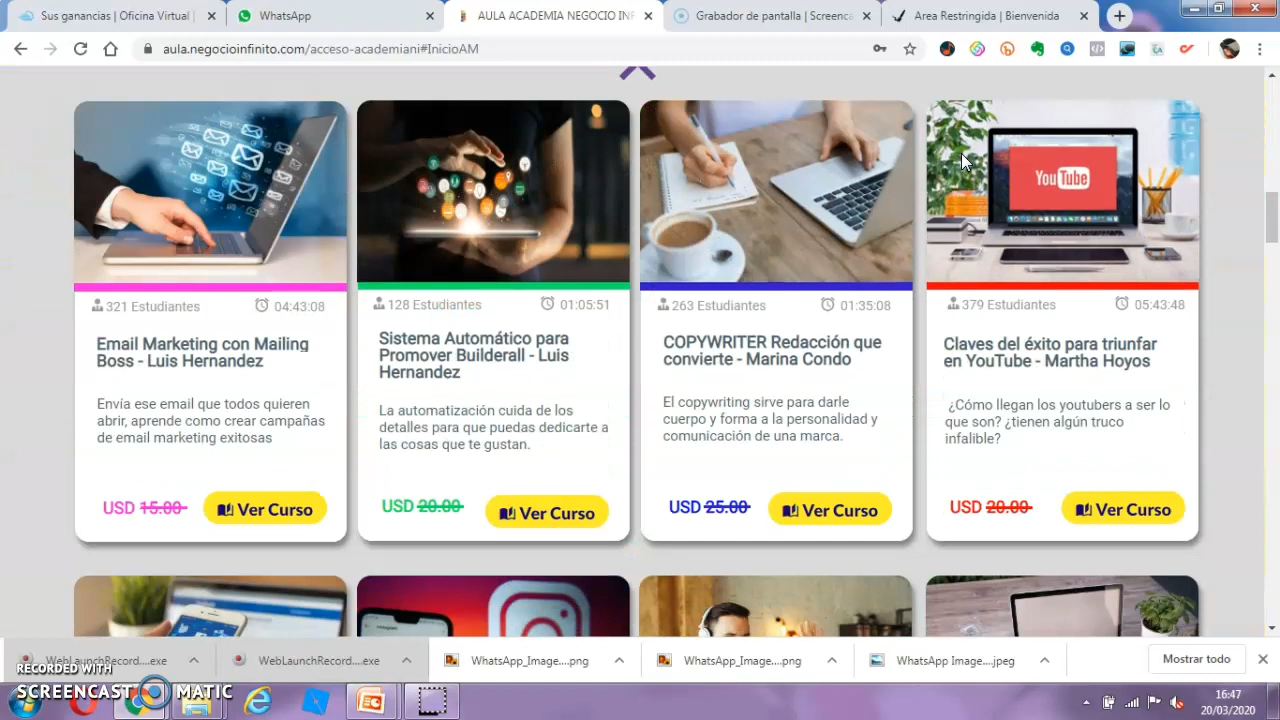 Sus ganancias | Oficina Virtual |
WhatsApp
AULA ACADEMIA NEGOCIO INF
Grabador de pantalla | Screenca
Area Restringida | Bienvenida
aula.negocioinfinito.com/acceso-academiani#InicioAM
YouTube
321 Estudiantes 04:43:08
Email Marketing con Mailing
Boss - Luis Hernandez
Envía ese email que todos quieren
abrir, aprende como crear campañas
de email marketing exitosas
USD 15.00
Ver Curso
128 Estudiantes 01:05:51
Sistema Automático para
Promover Builderall - Luis
Hernandez
La automatización cuida de los
detalles para que puedas dedicarte a
las cosas que te gustan.
USD 20.00
Ver Curso
263 Estudiantes 01:35:08
COPYWRITER Redacción que
convierte - Marina Condo
El copywriting sirve para darle
cuerpo y forma a la personalidad y
comunicación de una marca.
USD 25.00
Ver Curso
379 Estudiantes 05:43:48
Claves del éxito para triunfar
en YouTube - Martha Hoyos
¿Cómo llegan los youtubers a ser lo
que son? ¿tienen algún truco
infalible?
USD 20.00
Ver Curso
WebLaunchRecord....exe
WebLaunchRecord....exe
WhatsApp_Image....png
WhatsApp_Image....png
WhatsApp Image....jpeg
Mostrar todo
RECORDED WITH
SCREENCAST MATIC
16:47
20/03/2020